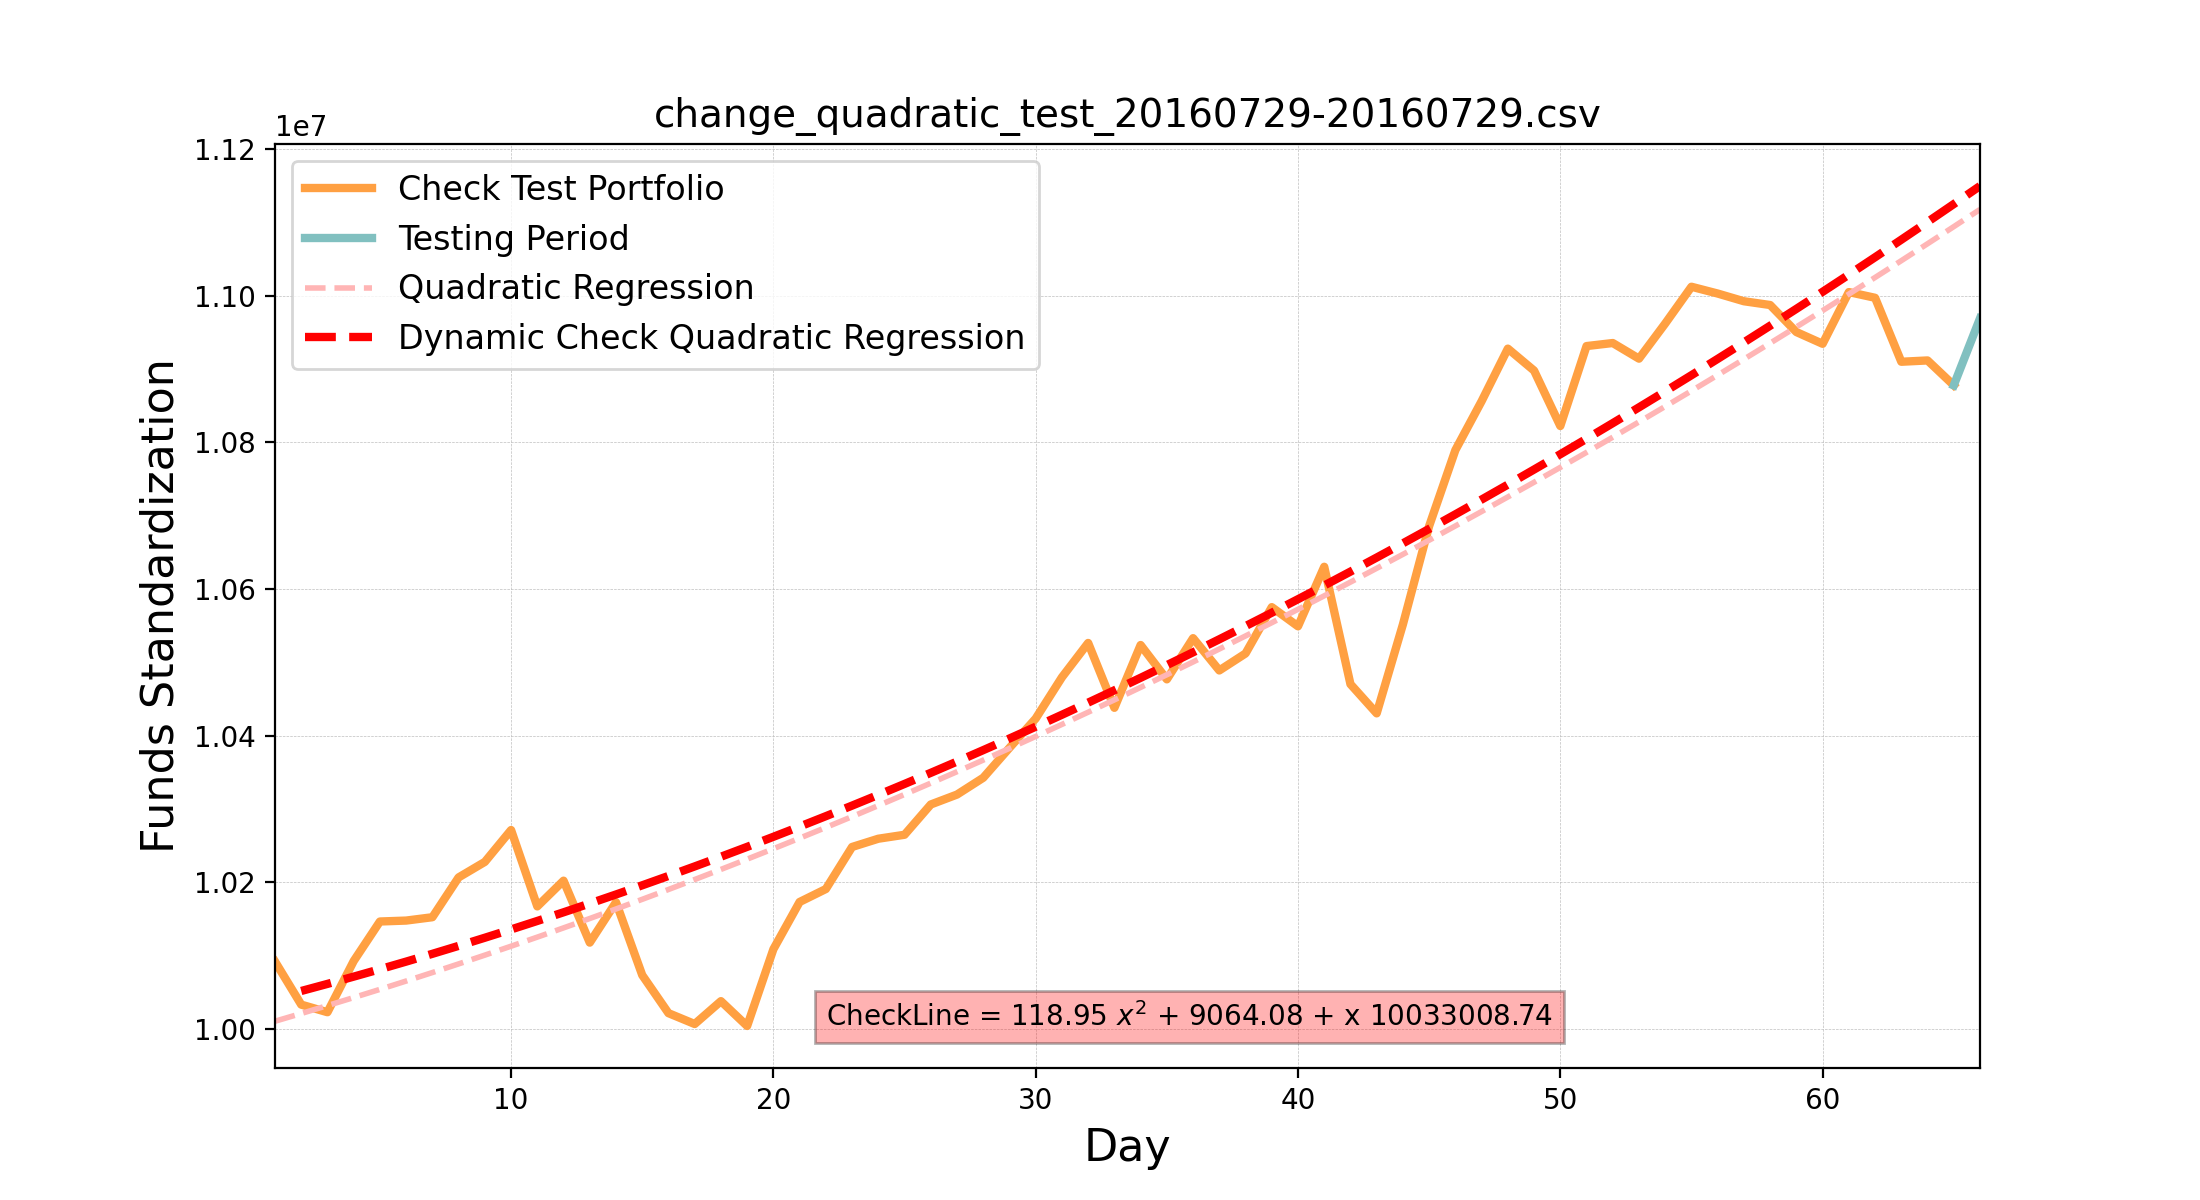 change_quadratic_test_20160729-20160729.csv
1e7
1.12
1.10
1.08
1.06
1.04
1.02
1.00
Funds Standardization
Check Test Portfolio
Testing Period
Quadratic Regression
Dynamic Check Quadratic Regression
CheckLine = 118.95 x² + 9064.08 + x 10033008.74
10 20 30 40 50 60
Day